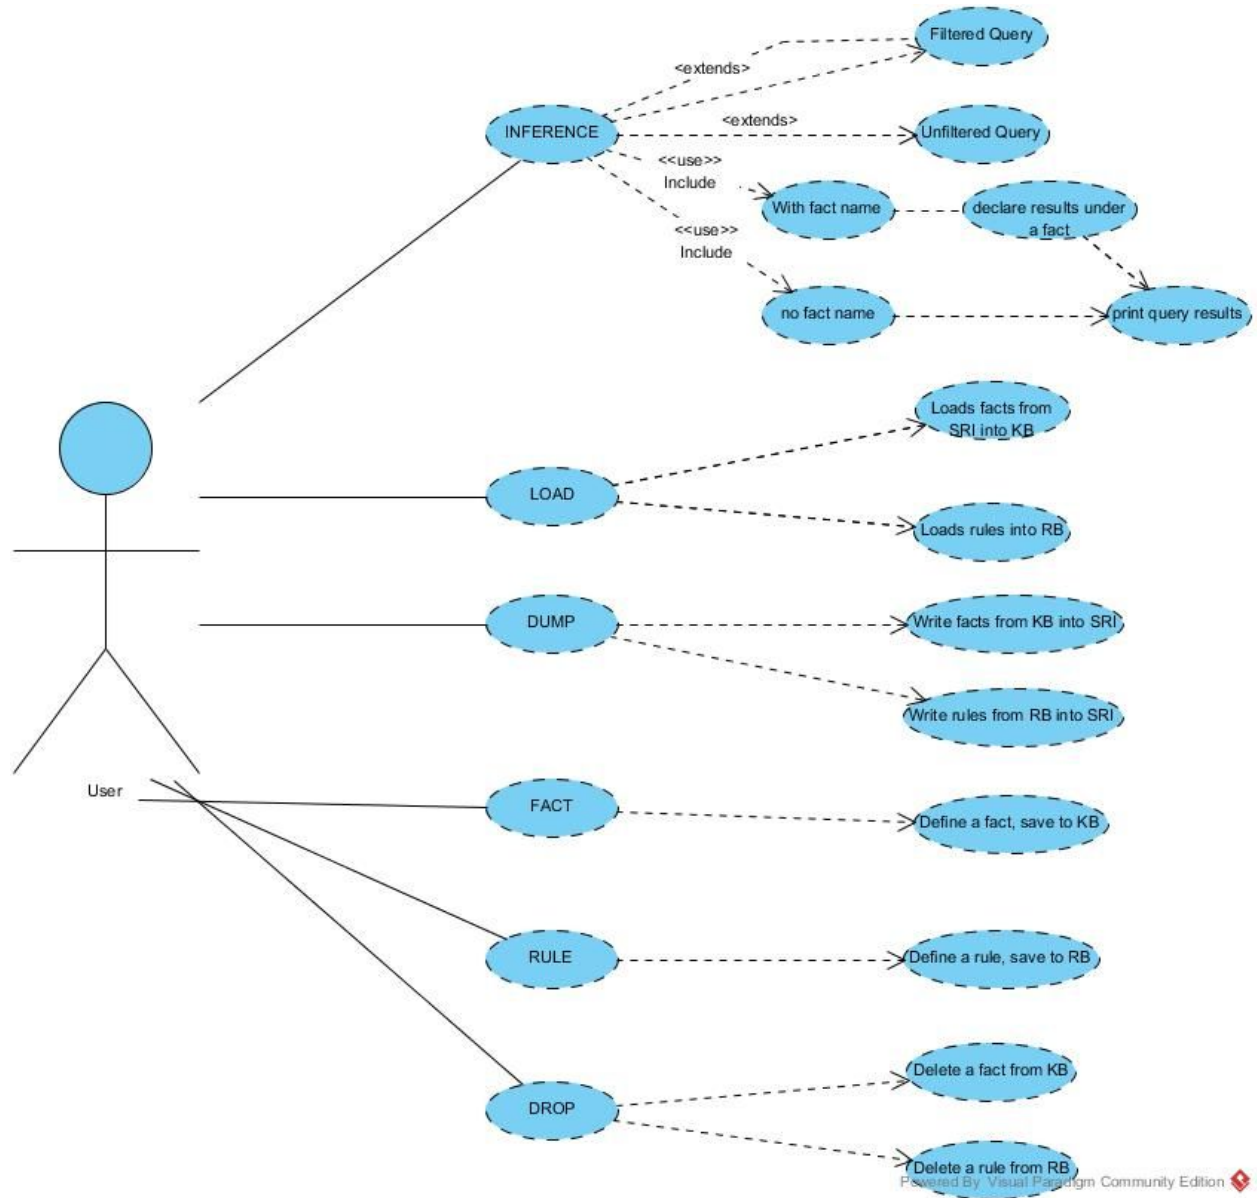 Filtered Query
<extends>
INFERENCE
<extends>
Unfiltered Query
<<use>>
Include
With fact name
declare results under
a fact
<<use>>
Include
no fact name
print query results
Loads facts from
SRI into KB
LOAD
Loads rules into RB
DUMP
Write facts from KB into SRI
Write rules from RB into SRI
User
FACT
Define a fact, save to KB
RULE
Define a rule, save to RB
Delete a fact from KB
DROP
Delete a rule from RB
Powered By Visual Paradigm Community Edition